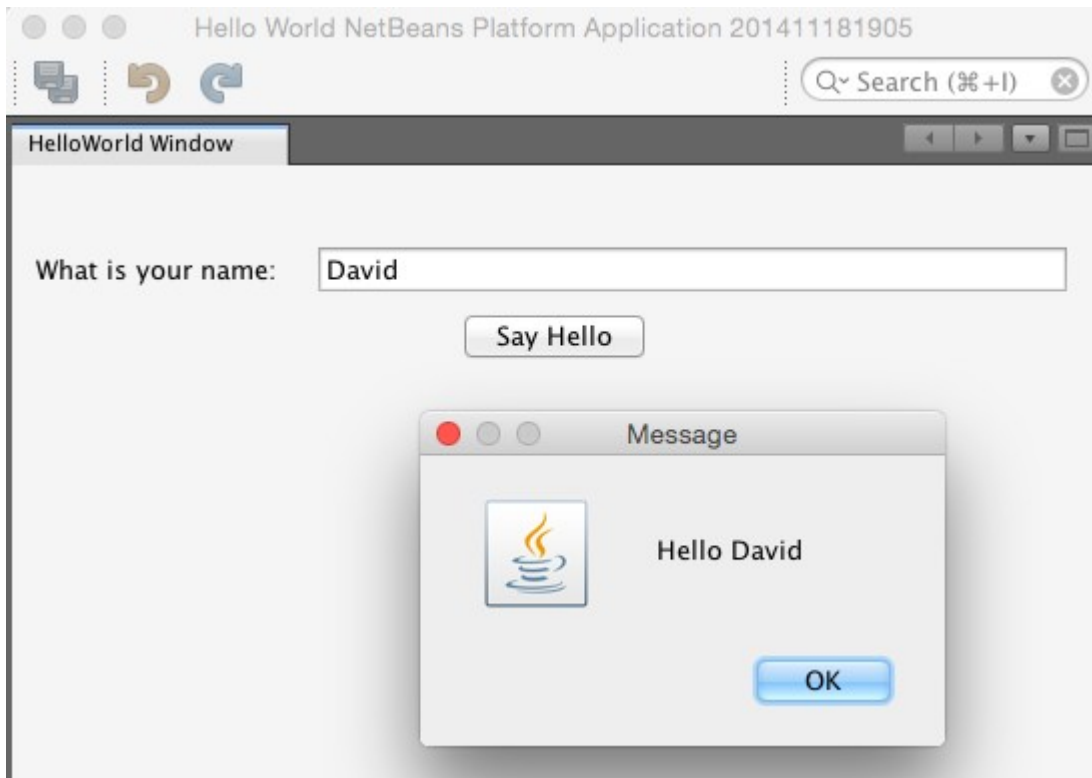 Hello World NetBeans Platform Application 201411181905
Search (⌘+I)
HelloWorld Window
What is your name: David
Say Hello
Message
Hello David
OK